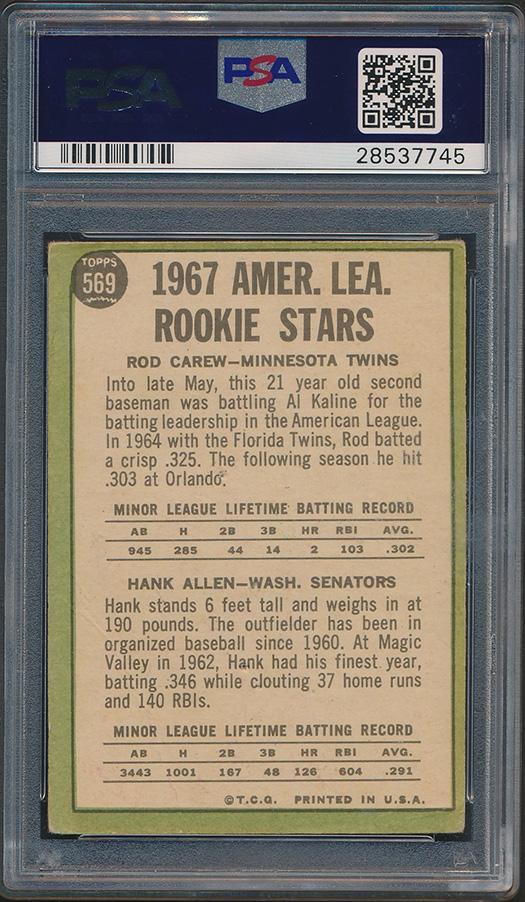 PSA
PSA
28537745
TOPPS
569
1967 AMER. LEA.
ROOKIE STARS
ROD CAREW—MINNESOTA TWINS
Into late May, this 21 year old second
baseman was battling Al Kaline for the
batting leadership in the American League.
In 1964 with the Florida Twins, Rod batted
a crisp .325. The following season he hit
.303 at Orlando.
MINOR LEAGUE LIFETIME BATTING RECORD
AB H 2B 3B HR RBI AVG.
945 285 44 14 2 103 .302
HANK ALLEN—WASH. SENATORS
Hank stands 6 feet tall and weighs in at
190 pounds. The outfielder has been in
organized baseball since 1960. At Magic
Valley in 1962, Hank had his finest year,
batting .346 while clouting 37 home runs
and 140 RBIs.
MINOR LEAGUE LIFETIME BATTING RECORD
AB H 2B 3B HR RBI AVG.
3443 1001 167 48 126 604 .291
©T.C.G. PRINTED IN U.S.A.